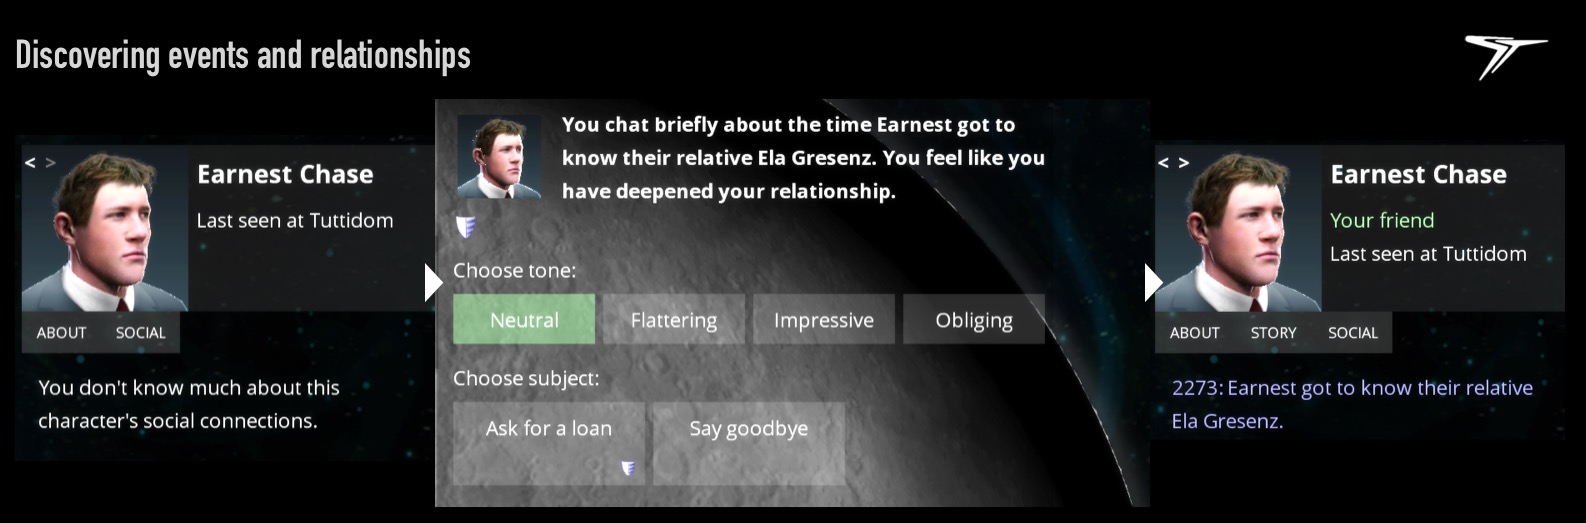 Discovering events and relationships
< >
Earnest Chase
Last seen at Tuttidom
ABOUT SOCIAL
You don't know much about this
character's social connections.
You chat briefly about the time Earnest got to
know their relative Ela Gresenz. You feel like you
have deepened your relationship.
Choose tone:
Neutral Flattering Impressive Obliging
Choose subject:
Ask for a loan Say goodbye
< >
Earnest Chase
Your friend
Last seen at Tuttidom
ABOUT STORY SOCIAL
2273: Earnest got to know their relative
Ela Gresenz.